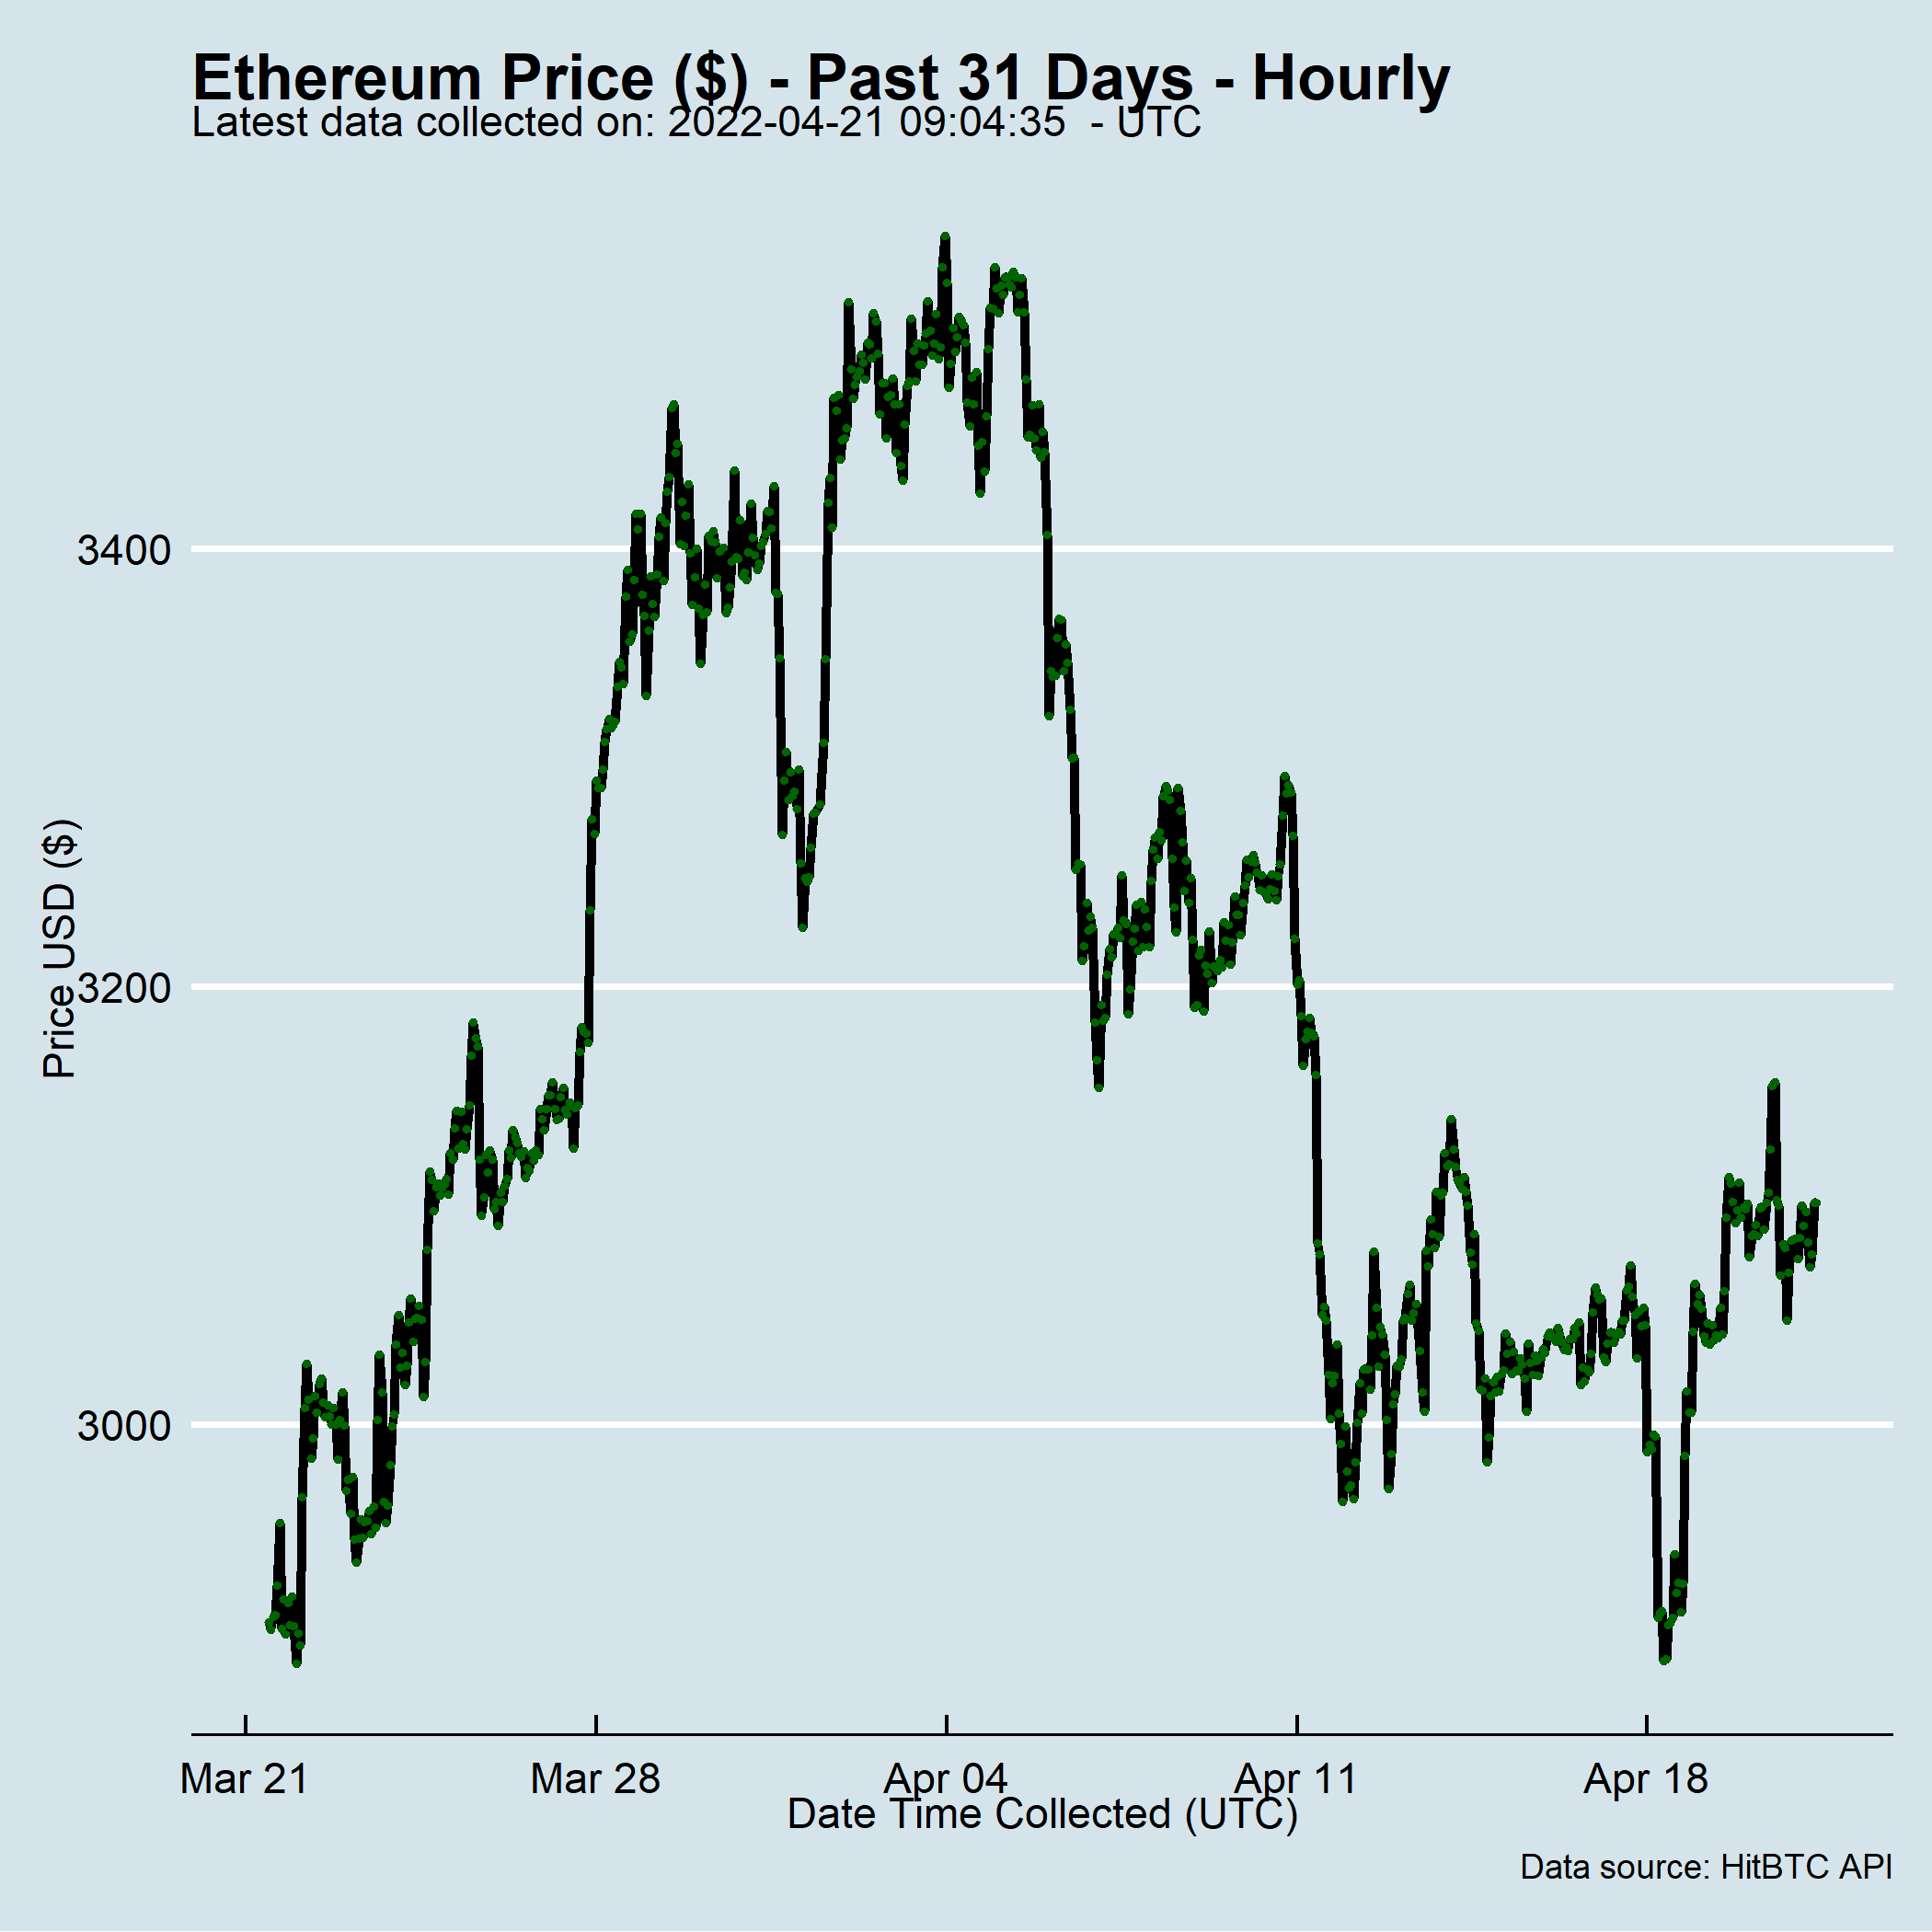 Ethereum Price ($) - Past 31 Days - Hourly
Latest data collected on: 2022-04-21 09:04:35  - UTC
Price USD ($)
3400
3200
3000
Mar 21
Mar 28
Apr 04
Apr 11
Apr 18
Date Time Collected (UTC)
Data source: HitBTC API